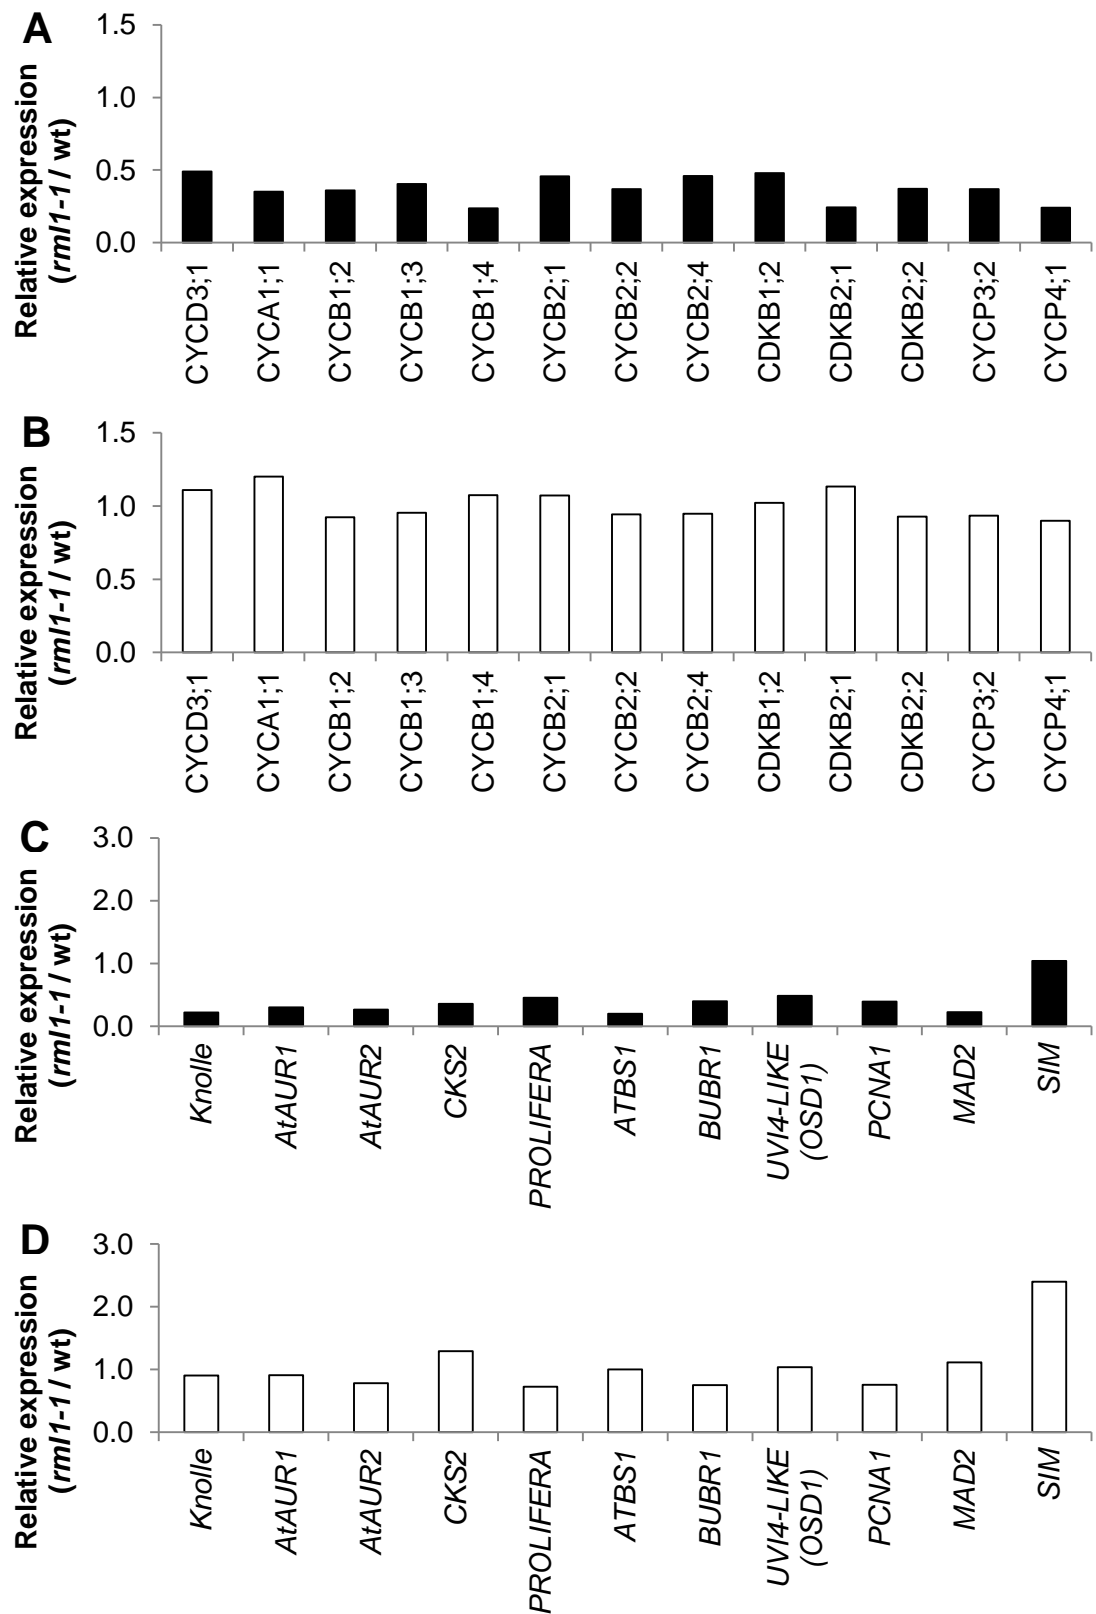 A
Relative expression
(rml1-1 / wt)
1.5
1.0
0.5
0.0
CYCD3;1
CYCA1;1
CYCB1;2
CYCB1;3
CYCB1;4
CYCB2;1
CYCB2;2
CYCB2;4
CDKB1;2
CDKB2;1
CDKB2;2
CYCP3;2
CYCP4;1
B
Relative expression
(rml1-1 / wt)
1.5
1.0
0.5
0.0
CYCD3;1
CYCA1;1
CYCB1;2
CYCB1;3
CYCB1;4
CYCB2;1
CYCB2;2
CYCB2;4
CDKB1;2
CDKB2;1
CDKB2;2
CYCP3;2
CYCP4;1
C
Relative expression
(rml1-1 / wt)
3.0
2.0
1.0
0.0
Knolle
AtAUR1
AtAUR2
CKS2
PROLIFERA
ATBS1
BUBR1
UVI4-LIKE
(OSD1)
PCNA1
MAD2
SIM
D
Relative expression
(rml1-1 / wt)
3.0
2.0
1.0
0.0
Knolle
AtAUR1
AtAUR2
CKS2
PROLIFERA
ATBS1
BUBR1
UVI4-LIKE
(OSD1)
PCNA1
MAD2
SIM